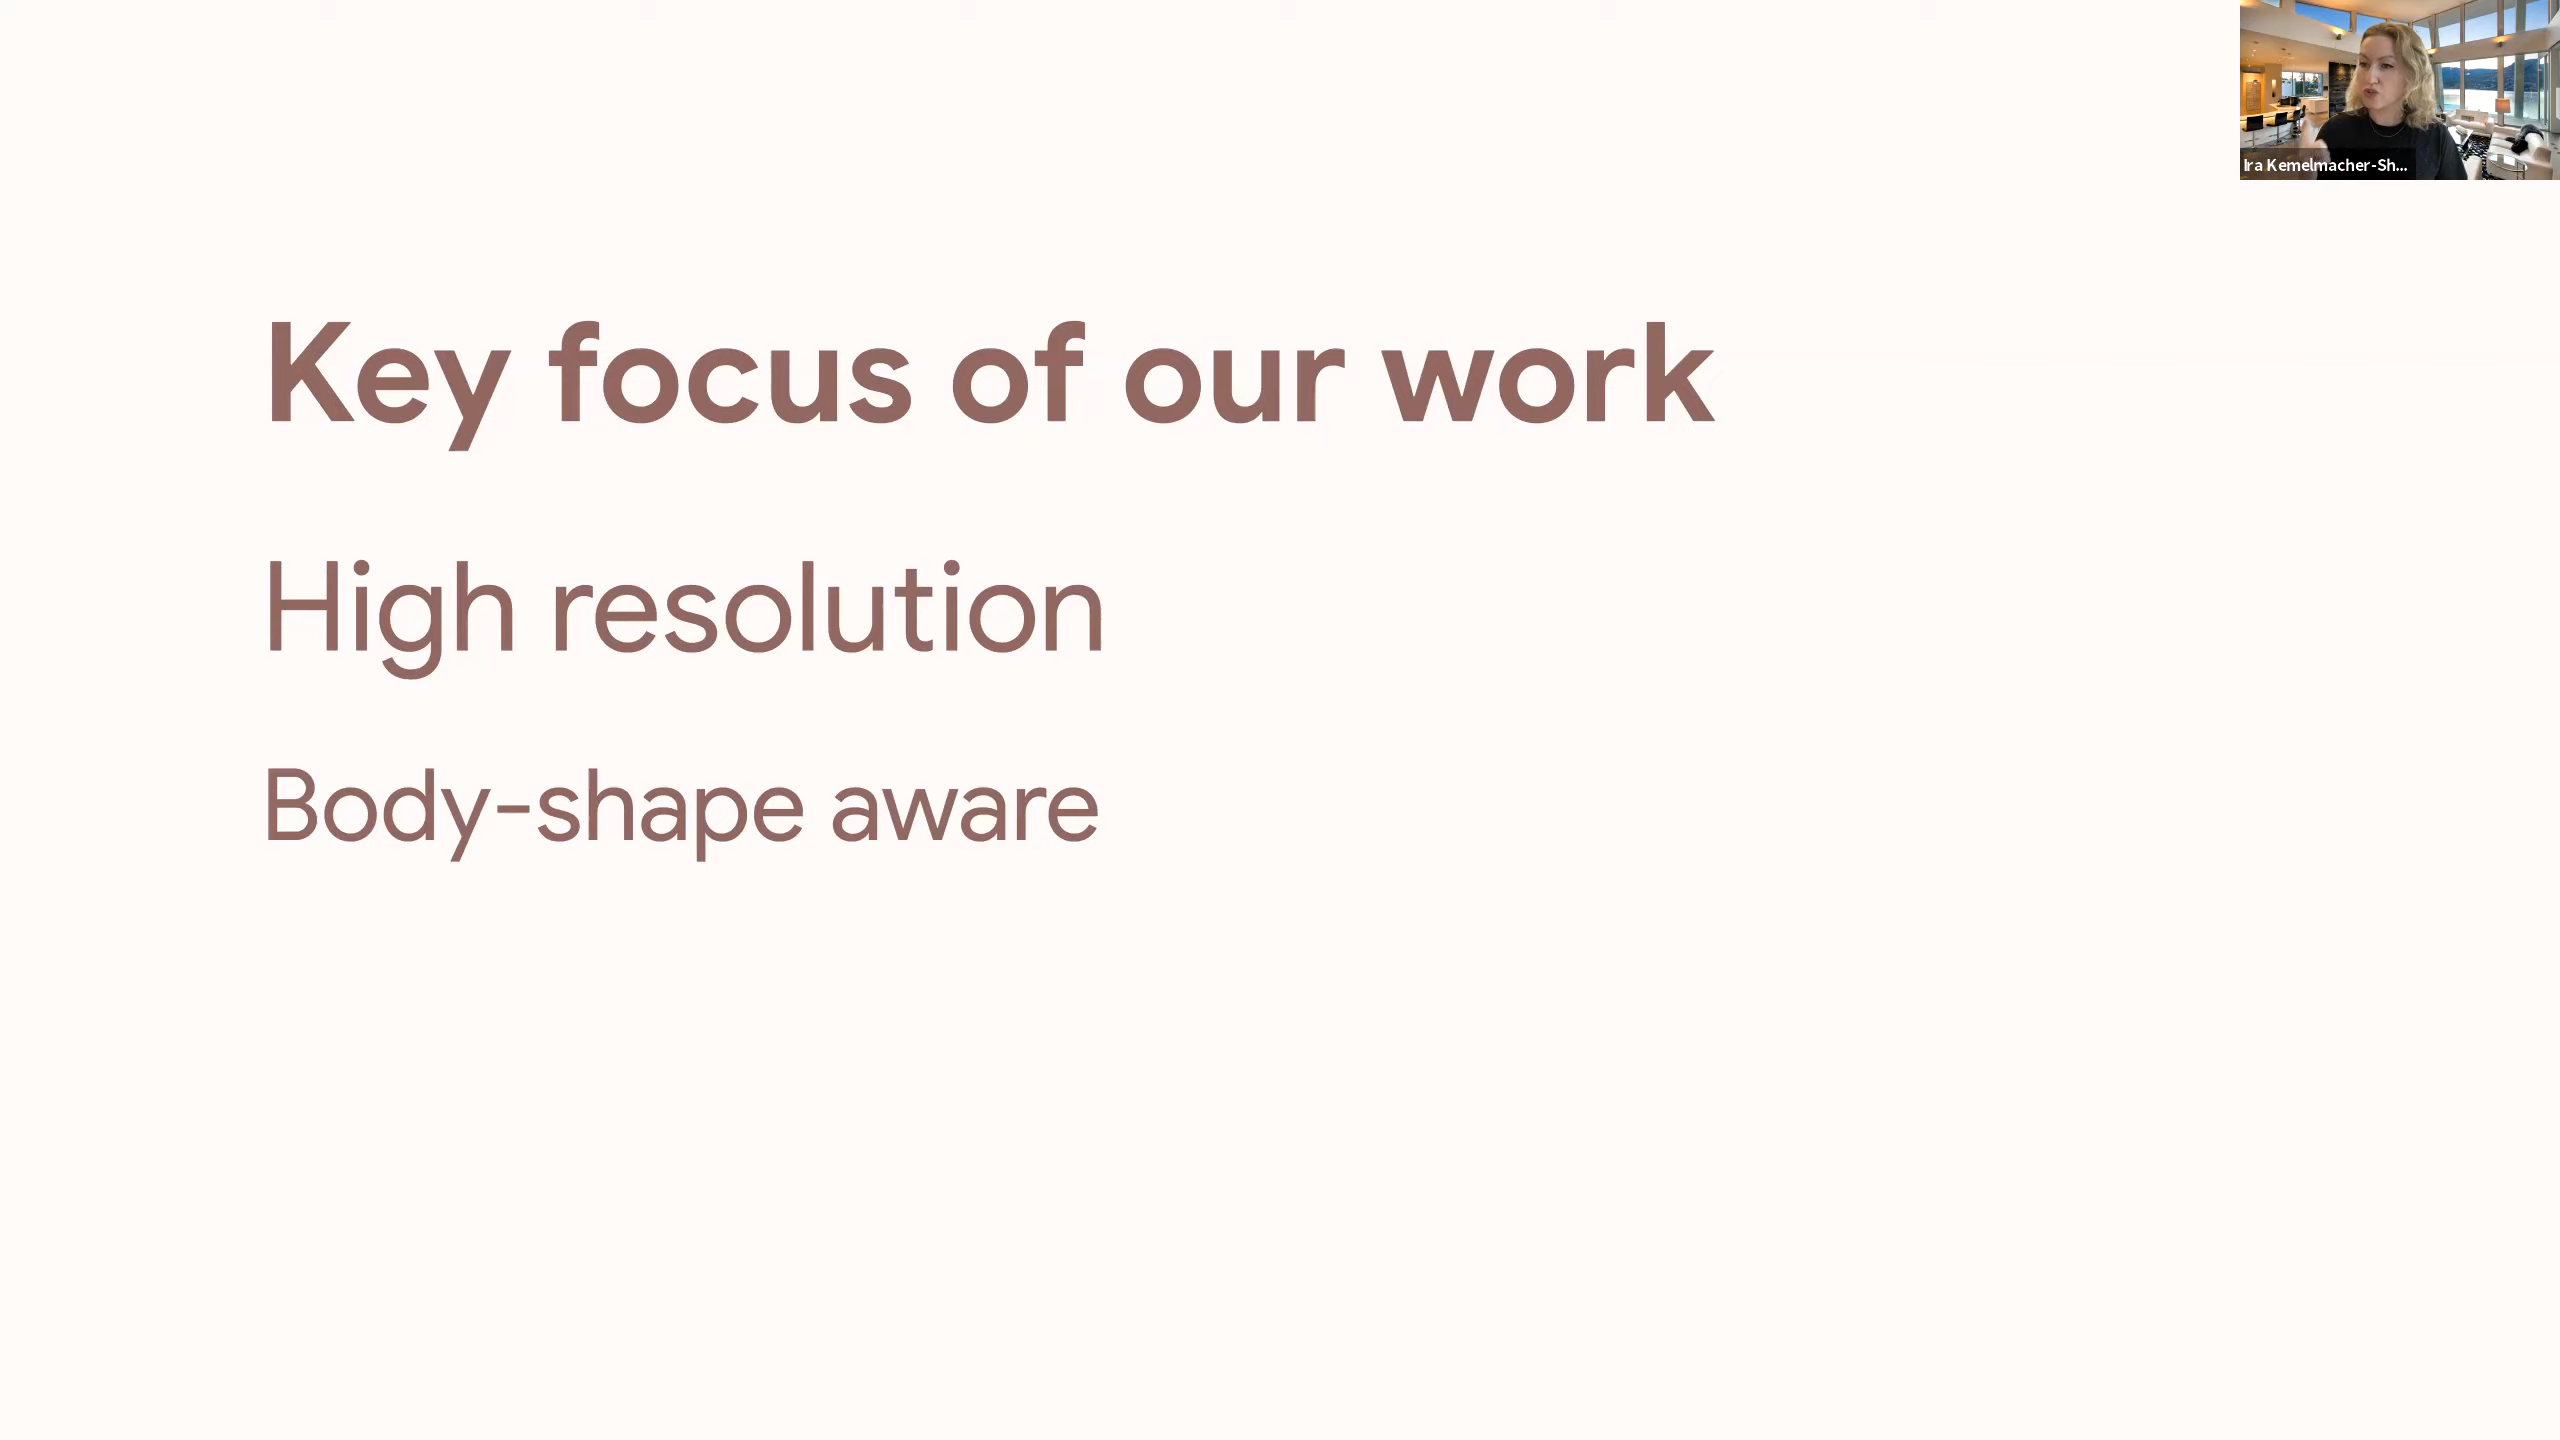 Key focus of our work
High resolution
Body-shape aware
Ira Kemelmacher-Sh...